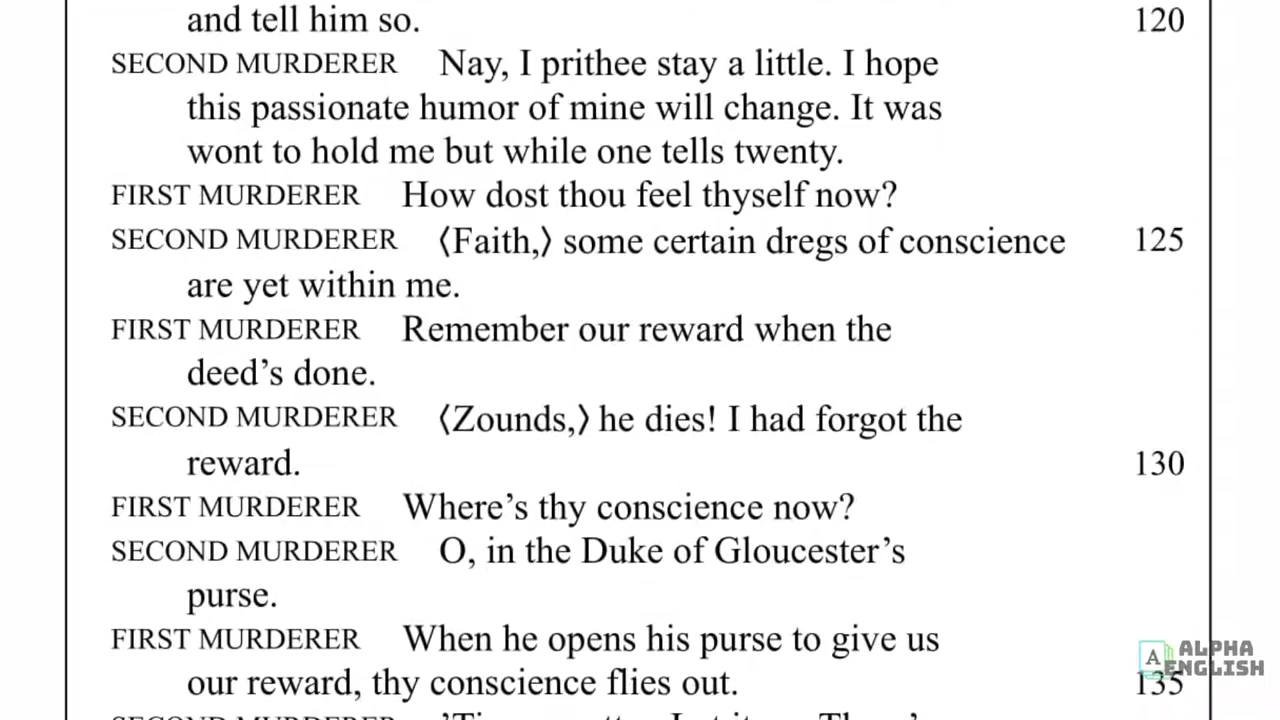 and tell him so. 120
SECOND MURDERER Nay, I prithee stay a little. I hope
this passionate humor of mine will change. It was
wont to hold me but while one tells twenty.
FIRST MURDERER How dost thou feel thyself now?
SECOND MURDERER ⟨Faith,⟩ some certain dregs of conscience 125
are yet within me.
FIRST MURDERER Remember our reward when the
deed’s done.
SECOND MURDERER ⟨Zounds,⟩ he dies! I had forgot the
reward. 130
FIRST MURDERER Where’s thy conscience now?
SECOND MURDERER O, in the Duke of Gloucester’s
purse.
FIRST MURDERER When he opens his purse to give us
our reward, thy conscience flies out. 135
A ALPHA
ENGLISH